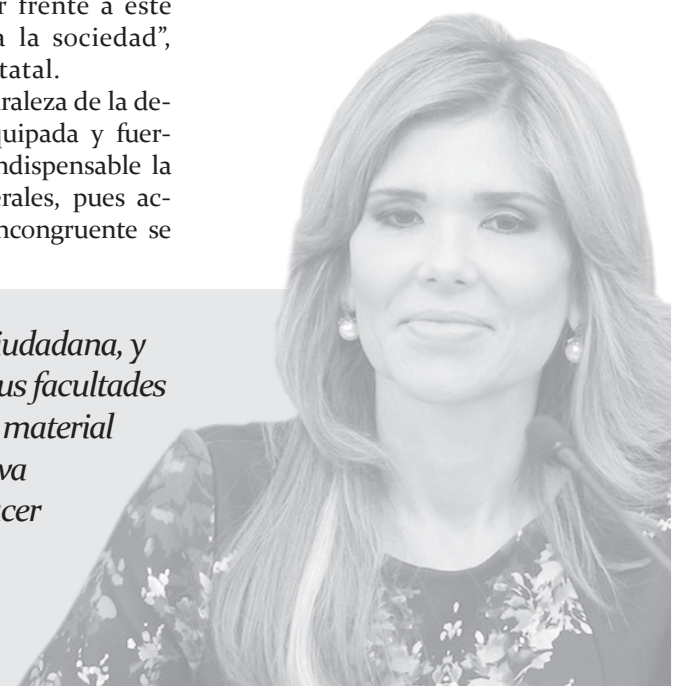 r frente a este
a la sociedad”,
tatal.
raleza de la de-
quipada y fuer-
ndispensable la
erales, pues ac-
ncongruente se
iudadana, y
us facultades
material
va
cer